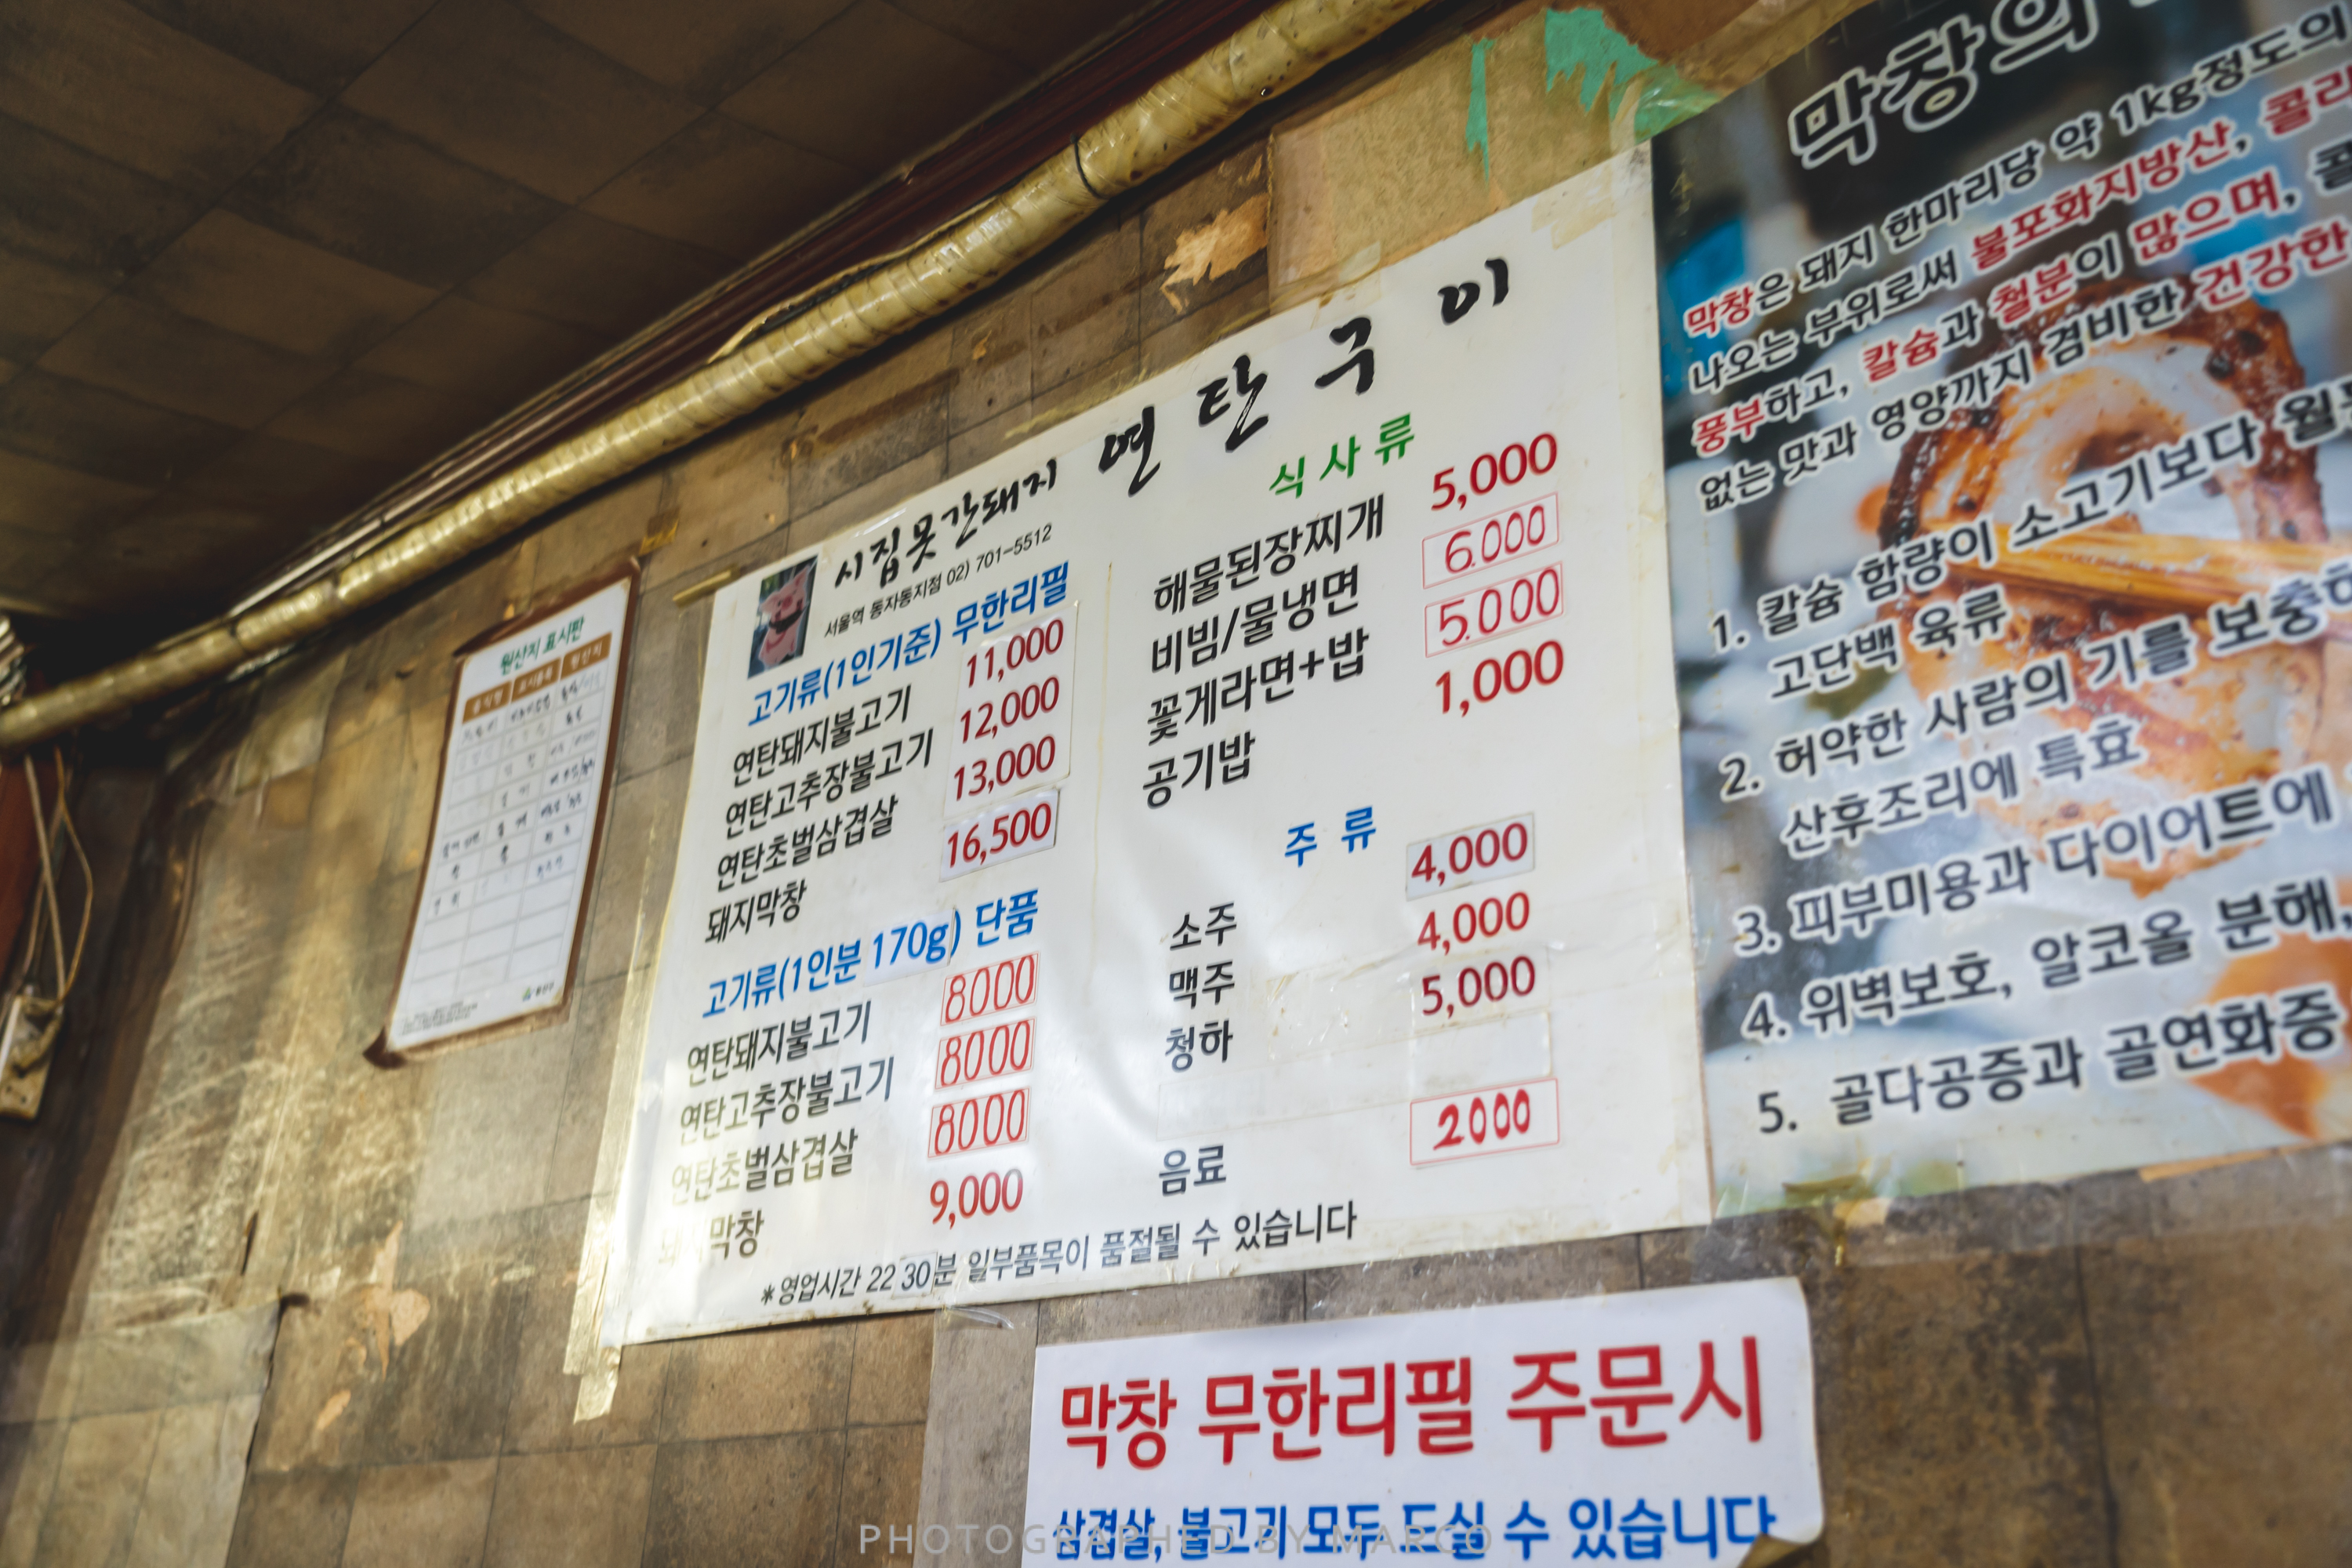 원산지 표시판
시집못간돼지 연탄구이
서울역 동자동지점 02) 701-5512
고기류(1인기준) 무한리필
연탄돼지불고기 11,000
연탄고추장불고기 12,000
연탄초벌삼겹살 13,000
돼지막창 16,500
고기류(1인분 170g) 단품
연탄돼지불고기 8000
연탄고추장불고기 8000
연탄초벌삼겹살 8000
막창 9,000
식사류
해물된장찌개 5,000
비빔/물냉면 6.000
꽃게라면+밥 5.000
공기밥 1,000
주류
소주 4,000
맥주 4,000
청하 5,000
음료 2000
*영업시간 22 30분 일부품목이 품절될 수 있습니다
막창의
막창은 돼지 한마리당 약 1kg정도의
나오는 부위로써 불포화지방산,
풍부하고, 칼슘과 철분이 많으며,
없는 맛과 영양까지 겸비한 건강한
1. 칼슘 함량이 소고기보다
고단백 육류
2. 허약한 사람의 기를
산후조리에 특효
3. 피부미용과 다이어트에
4. 위벽보호, 알코올 분해
5. 골다공증과 골연화증
막창 무한리필 주문시
삼겹살, 불고기 모두 드실 수 있습니다
PHOTOGRAPHED BY MARCO